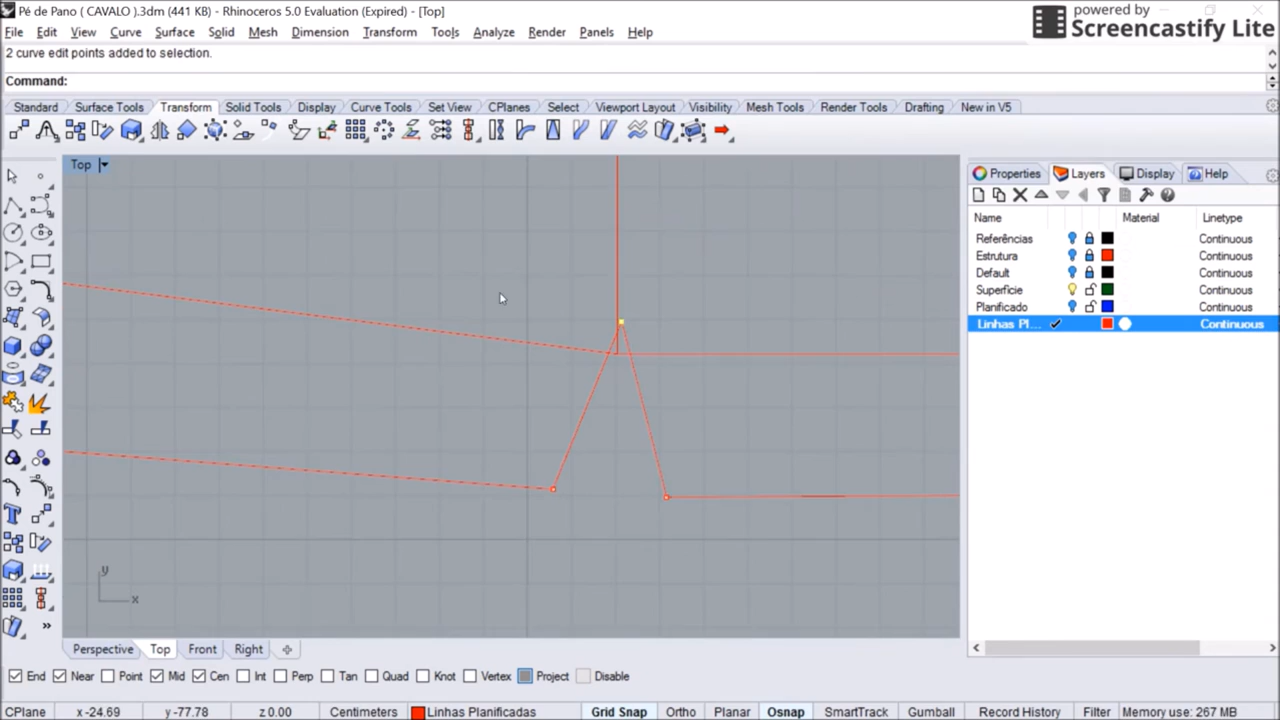 Pé de Pano ( CAVALO ).3dm (441 KB) - Rhinoceros 5.0 Evaluation (Expired) - [Top]
powered by
Screencastify Lite
File Edit View Curve Surface Solid Mesh Dimension Transform Tools Analyze Render Panels Help
2 curve edit points added to selection.
Command:
Standard Surface Tools Transform Solid Tools Display Curve Tools Set View CPlanes Select Viewport Layout Visibility Mesh Tools Render Tools Drafting New in V5
Top
Properties Layers Display Help
Name Material Linetype
Referências Continuous
Estrutura Continuous
Default Continuous
Superfície Continuous
Planificado Continuous
Linhas Pl... Continuous
y
x
Perspective Top Front Right
End Near Point Mid Cen Int Perp Tan Quad Knot Vertex Project Disable
CPlane x -24.69 y -77.78 z 0.00 Centimeters Linhas Planificadas Grid Snap Ortho Planar Osnap SmartTrack Gumball Record History Filter Memory use: 267 MB